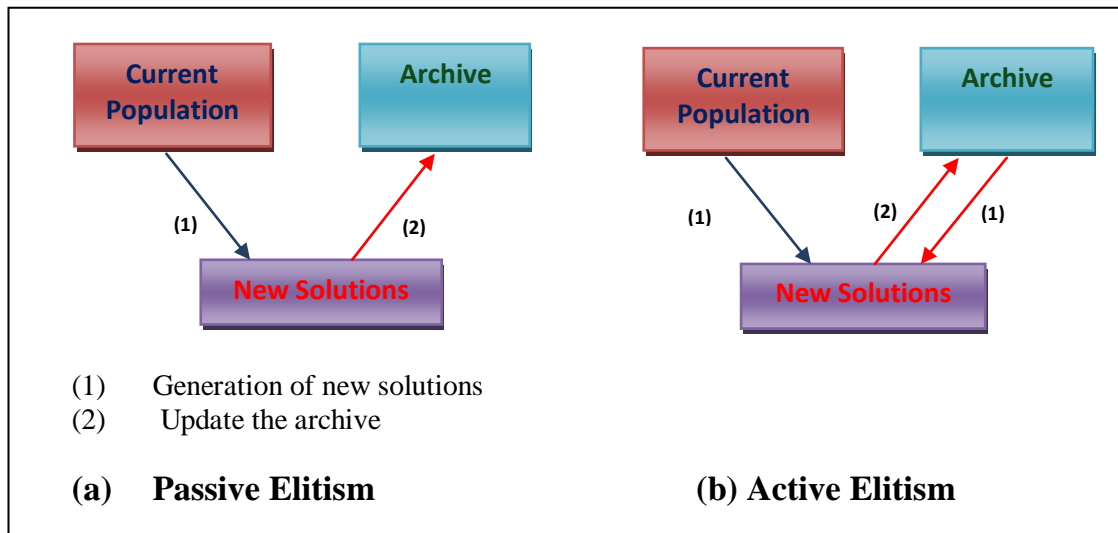 Current
Population
Archive
(1)
(2)
New Solutions
Current
Population
Archive
(1)
(2)
(1)
New Solutions
(1) Generation of new solutions
(2) Update the archive
(a) Passive Elitism
(b) Active Elitism